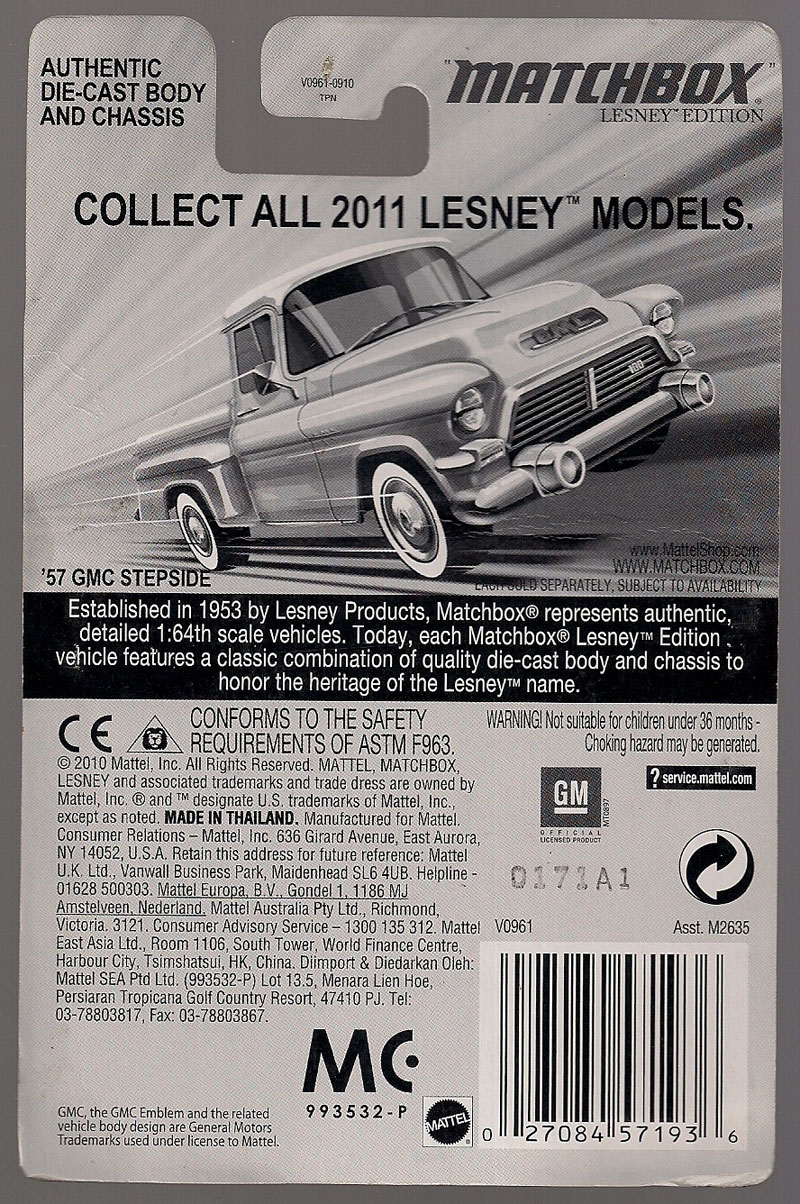 AUTHENTIC
DIE-CAST BODY
AND CHASSIS
V0961-0910
TPN
"MATCHBOX"®
LESNEY™ EDITION
COLLECT ALL 2011 LESNEY™ MODELS.
GMC
100
www.MattelShop.com
WWW.MATCHBOX.COM
'57 GMC STEPSIDE
EACH SOLD SEPARATELY, SUBJECT TO AVAILABILITY
Established in 1953 by Lesney Products, Matchbox® represents authentic,
detailed 1:64th scale vehicles. Today, each Matchbox® Lesney™ Edition
vehicle features a classic combination of quality die-cast body and chassis to
honor the heritage of the Lesney™ name.
CE
CONFORMS TO THE SAFETY
REQUIREMENTS OF ASTM F963.
© 2010 Mattel, Inc. All Rights Reserved. MATTEL, MATCHBOX,
LESNEY and associated trademarks and trade dress are owned by
Mattel, Inc. ® and ™ designate U.S. trademarks of Mattel, Inc.,
except as noted. MADE IN THAILAND. Manufactured for Mattel.
Consumer Relations – Mattel, Inc. 636 Girard Avenue, East Aurora,
NY 14052, U.S.A. Retain this address for future reference: Mattel
U.K. Ltd., Vanwall Business Park, Maidenhead SL6 4UB. Helpline -
01628 500303. Mattel Europa, B.V., Gondel 1, 1186 MJ
Amstelveen, Nederland. Mattel Australia Pty Ltd., Richmond,
Victoria. 3121. Consumer Advisory Service – 1300 135 312. Mattel
East Asia Ltd., Room 1106, South Tower, World Finance Centre,
Harbour City, Tsimshatsui, HK, China. Diimport & Diedarkan Oleh:
Mattel SEA Ptd Ltd. (993532-P) Lot 13.5, Menara Lien Hoe,
Persiaran Tropicana Golf Country Resort, 47410 PJ. Tel:
03-78803817, Fax: 03-78803867.
WARNING! Not suitable for children under 36 months -
Choking hazard may be generated.
GM
OFFICIAL
LICENSED PRODUCT
MT0897
? service.mattel.com
0171A1
V0961
Asst. M2635
MC
993532-P
MATTEL®
GMC, the GMC Emblem and the related
vehicle body design are General Motors
Trademarks used under license to Mattel.
0 27084 57193 6